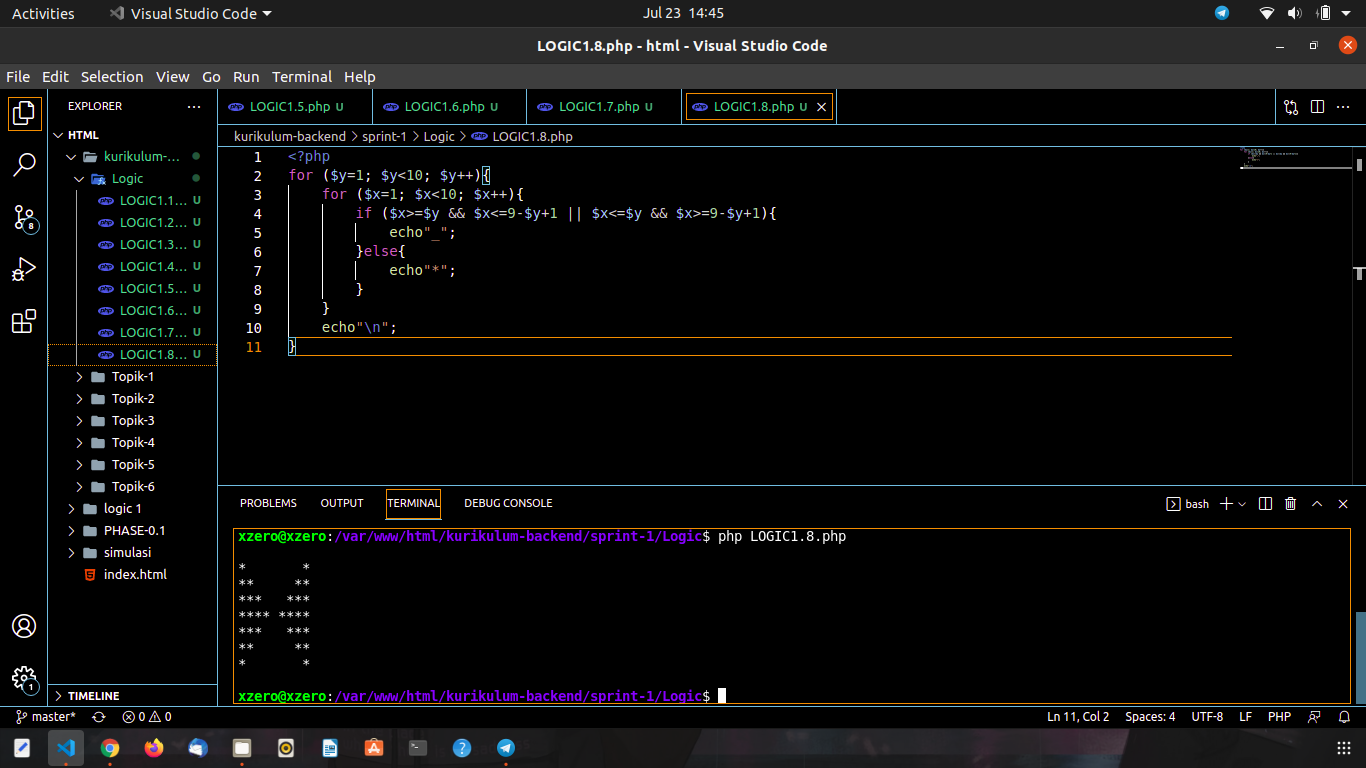 Activities Visual Studio Code Jul 23 14:45
LOGIC1.8.php - html - Visual Studio Code
File Edit Selection View Go Run Terminal Help
EXPLORER ···
HTML
kurikulum-...
Logic
LOGIC1.1... U
LOGIC1.2... U
LOGIC1.3... U
LOGIC1.4... U
LOGIC1.5... U
LOGIC1.6... U
LOGIC1.7... U
LOGIC1.8... U
Topik-1
Topik-2
Topik-3
Topik-4
Topik-5
Topik-6
logic 1
PHASE-0.1
simulasi
index.html
TIMELINE
8
1
php LOGIC1.5.php U php LOGIC1.6.php U php LOGIC1.7.php U php LOGIC1.8.php U
kurikulum-backend > sprint-1 > Logic > php LOGIC1.8.php
1 <?php
2 for ($y=1; $y<10; $y++){
3     for ($x=1; $x<10; $x++){
4         if ($x>=$y && $x<=9-$y+1 || $x<=$y && $x>=9-$y+1){
5             echo"_";
6         }else{
7             echo"*";
8         }
9     }
10     echo"\n";
11 }
PROBLEMS OUTPUT TERMINAL DEBUG CONSOLE bash
xzero@xzero:/var/www/html/kurikulum-backend/sprint-1/Logic$ php LOGIC1.8.php
*       *
**     **
***   ***
**** ****
***   ***
**     **
*       *
xzero@xzero:/var/www/html/kurikulum-backend/sprint-1/Logic$
master* 0 0 Ln 11, Col 2 Spaces: 4 UTF-8 LF PHP